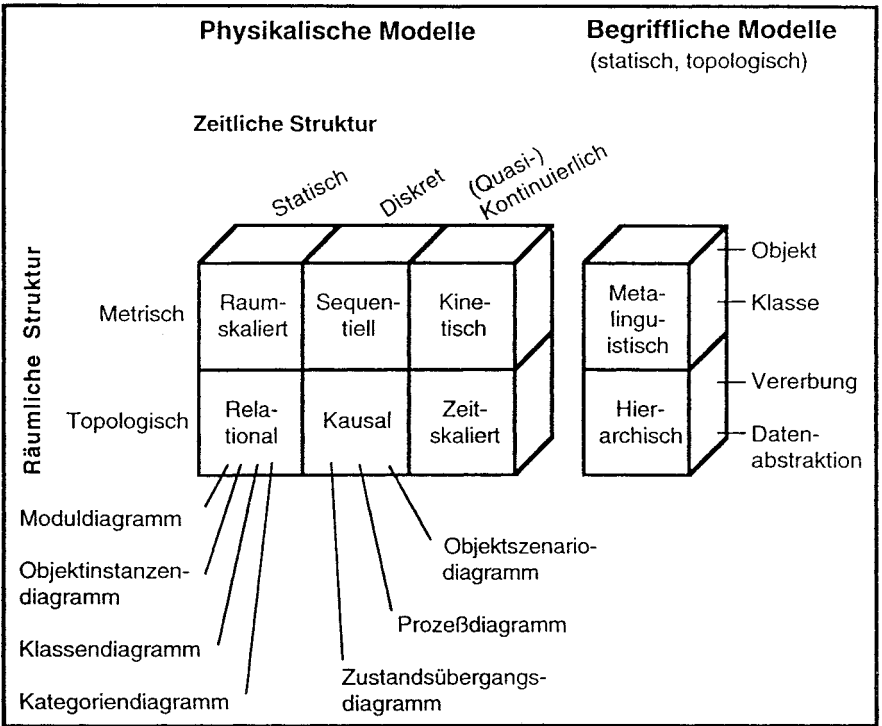 Physikalische Modelle
Begriffliche Modelle
(statisch, topologisch)
Zeitliche Struktur
Statisch
Diskret
(Quasi-)
Kontinuierlich
Räumliche Struktur
Metrisch
Raum-
skaliert
Sequen-
tiell
Kine-
tisch
Meta-
lingu-
istisch
Objekt
Klasse
Topologisch
Rela-
tional
Kausal
Zeit-
skaliert
Hier-
archisch
Vererbung
Daten-
abstraktion
Moduldiagramm
Objektinstanzen-
diagramm
Klassendiagramm
Kategoriendiagramm
Objektszenario-
diagramm
Prozeßdiagramm
Zustandsübergangs-
diagramm